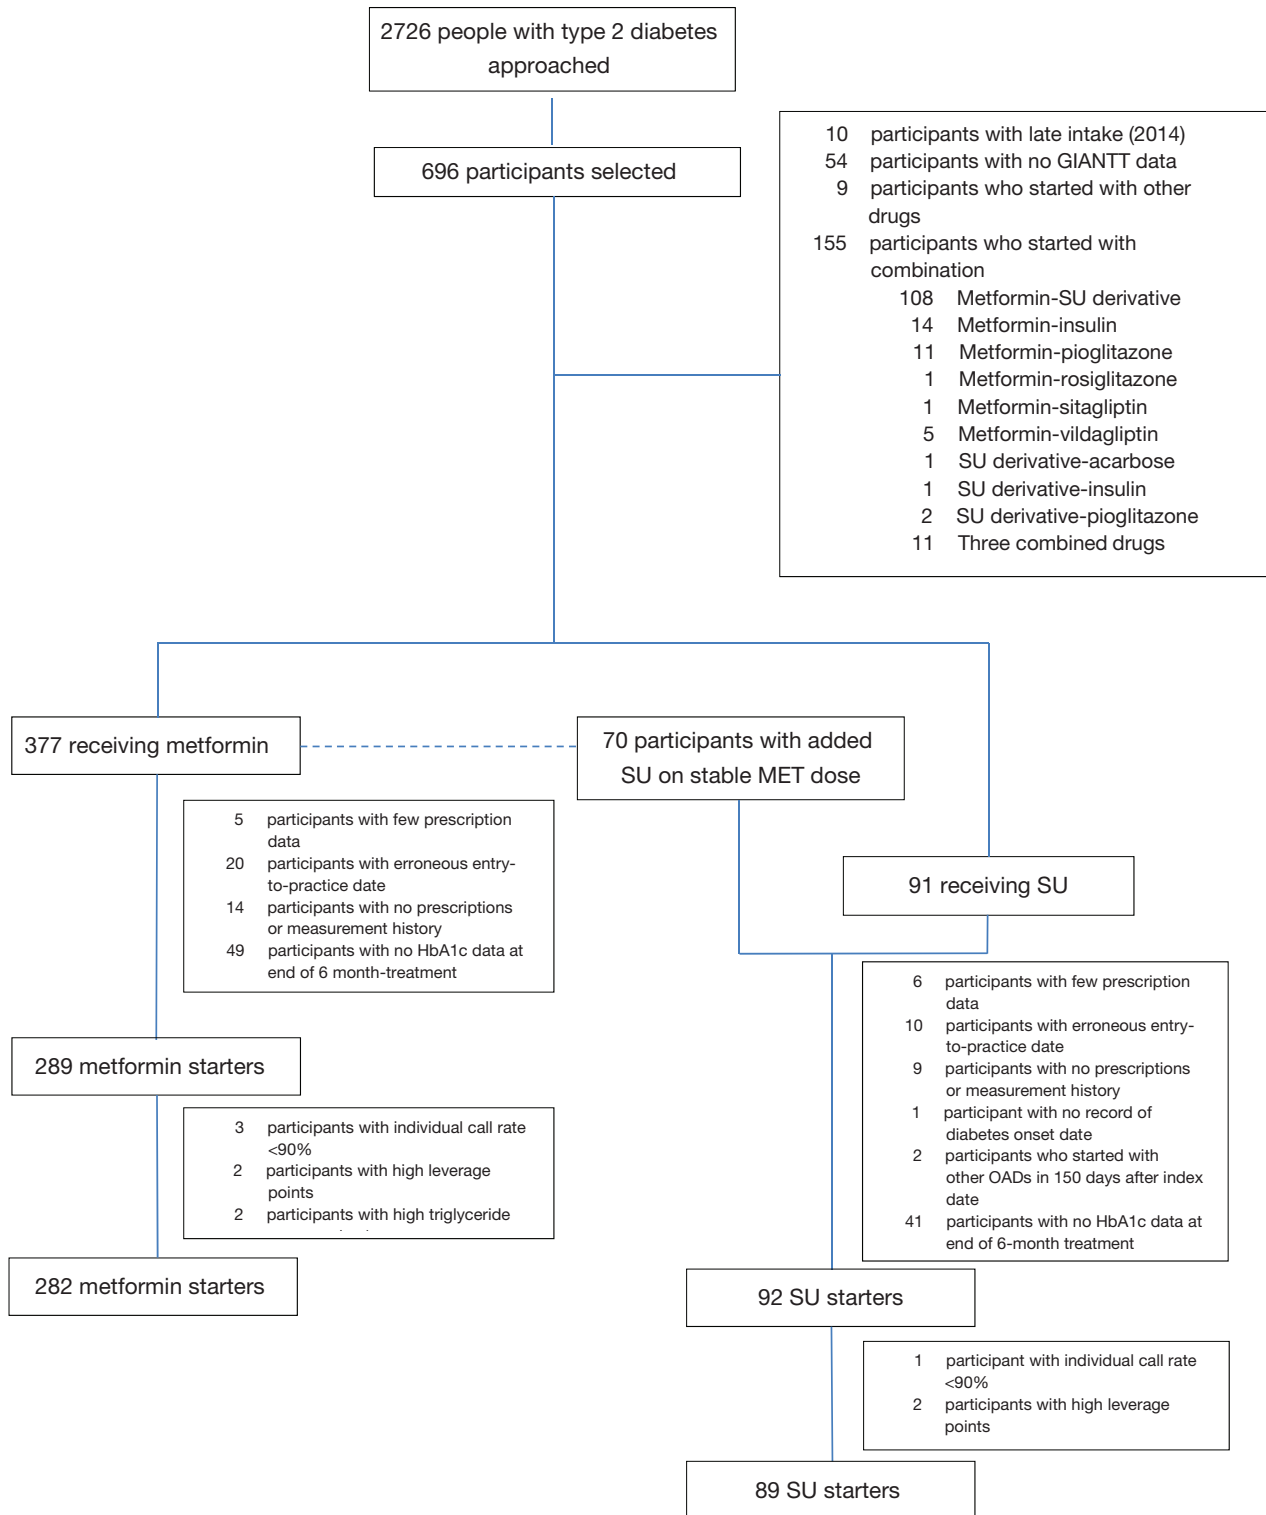 2726 people with type 2 diabetes
approached
696 participants selected
10 participants with late intake (2014)
54 participants with no GIANTT data
9 participants who started with other
drugs
155 participants who started with
combination
108 Metformin-SU derivative
14 Metformin-insulin
11 Metformin-pioglitazone
1 Metformin-rosiglitazone
1 Metformin-sitagliptin
5 Metformin-vildagliptin
1 SU derivative-acarbose
1 SU derivative-insulin
2 SU derivative-pioglitazone
11 Three combined drugs
377 receiving metformin
70 participants with added
SU on stable MET dose
5 participants with few prescription
data
20 participants with erroneous entry-
to-practice date
14 participants with no prescriptions
or measurement history
49 participants with no HbA1c data at
end of 6 month-treatment
91 receiving SU
6 participants with few prescription
data
10 participants with erroneous entry-
to-practice date
9 participants with no prescriptions
or measurement history
1 participant with no record of
diabetes onset date
2 participants who started with
other OADs in 150 days after index
date
41 participants with no HbA1c data at
end of 6-month treatment
289 metformin starters
3 participants with individual call rate
<90%
2 participants with high leverage
points
2 participants with high triglyceride
282 metformin starters
92 SU starters
1 participant with individual call rate
<90%
2 participants with high leverage
points
89 SU starters